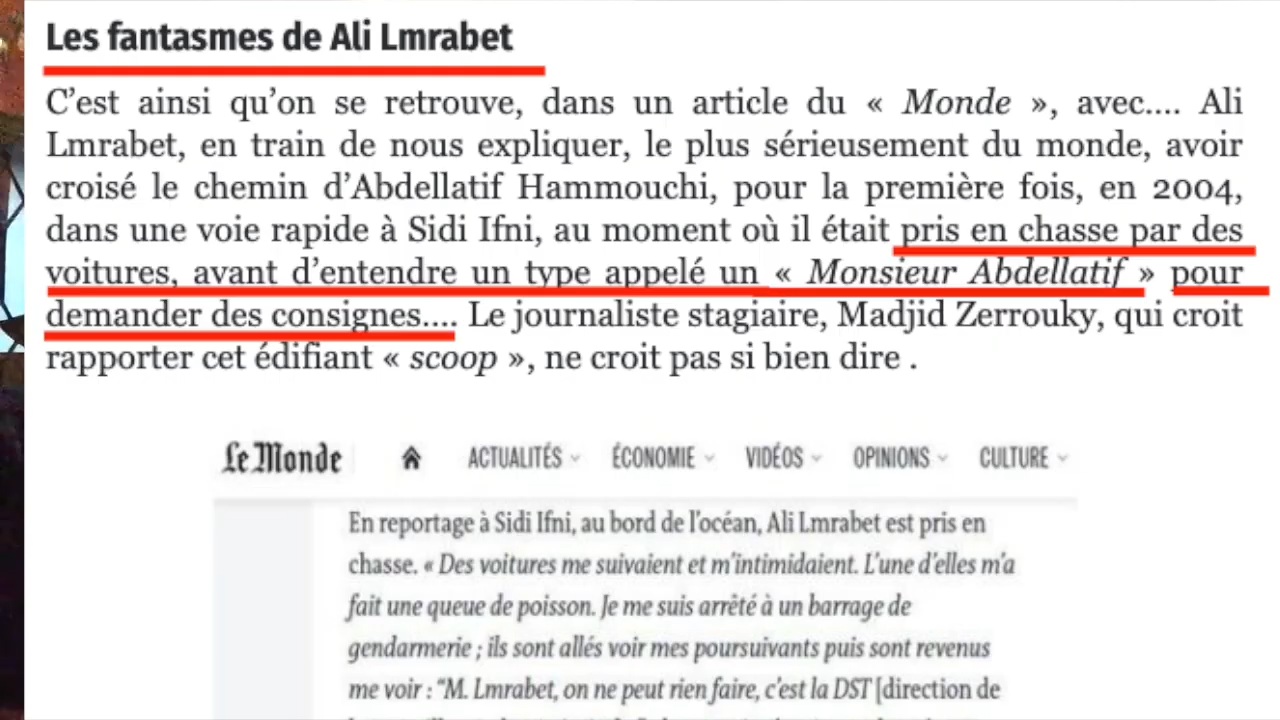 Les fantasmes de Ali Lmrabet
C’est ainsi qu’on se retrouve, dans un article du « Monde », avec.... Ali
Lmrabet, en train de nous expliquer, le plus sérieusement du monde, avoir
croisé le chemin d’Abdellatif Hammouchi, pour la première fois, en 2004,
dans une voie rapide à Sidi Ifni, au moment où il était pris en chasse par des
voitures, avant d’entendre un type appelé un « Monsieur Abdellatif » pour
demander des consignes.... Le journaliste stagiaire, Madjid Zerrouky, qui croit
rapporter cet édifiant « scoop », ne croit pas si bien dire .
Le Monde ACTUALITÉS ÉCONOMIE VIDÉOS OPINIONS CULTURE
En reportage à Sidi Ifni, au bord de l’océan, Ali Lmrabet est pris en
chasse. « Des voitures me suivaient et m’intimidaient. L’une d’elles m’a
fait une queue de poisson. Je me suis arrêté à un barrage de
gendarmerie ; ils sont allés voir mes poursuivants puis sont revenus
me voir : “M. Lmrabet, on ne peut rien faire, c’est la DST [direction de